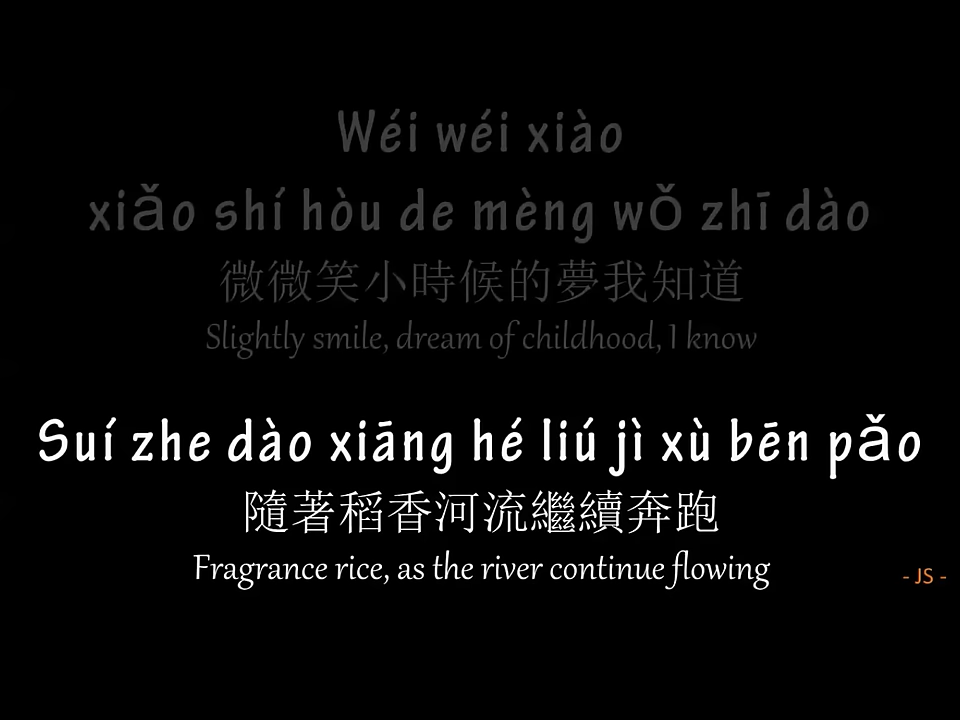 Wéi wéi xiào
xiǎo shí hòu de mèng wǒ zhī dào
微微笑小時候的夢我知道
Slightly smile, dream of childhood, I know
Suí zhe dào xiāng hé liú jì xù bēn pǎo
隨著稻香河流繼續奔跑
Fragrance rice, as the river continue flowing
- JS -